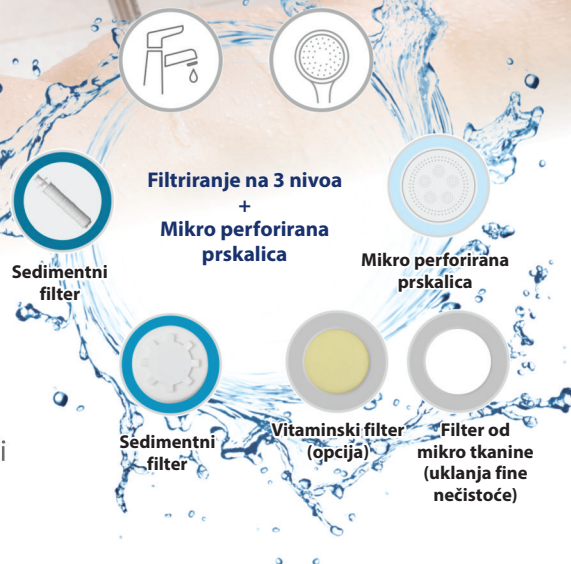 Filtriranje na 3 nivoa
+
Mikro perforirana
prskalica
Sedimentni
filter
Mikro perforirana
prskalica
Sedimentni
filter
Vitaminski filter
(opcija)
Filter od
mikro tkanine
(uklanja fine
nečistoće)
i